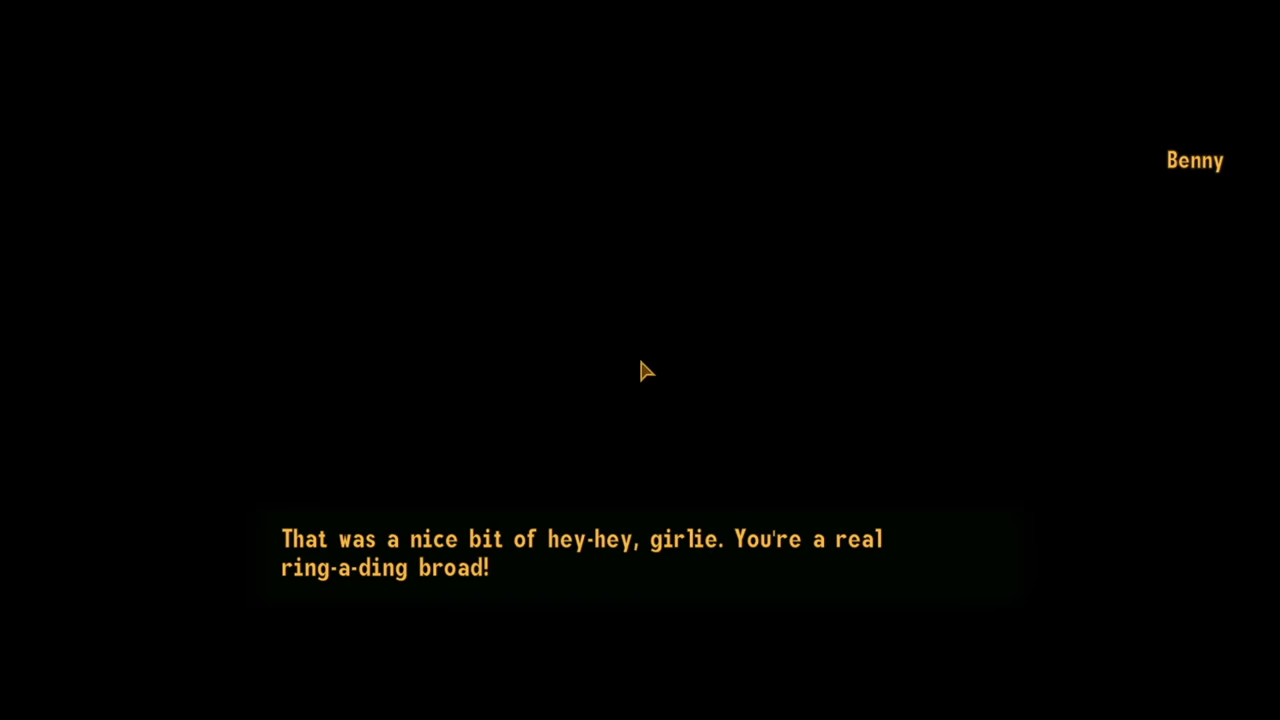 Benny
That was a nice bit of hey-hey, girlie. You're a real
ring-a-ding broad!